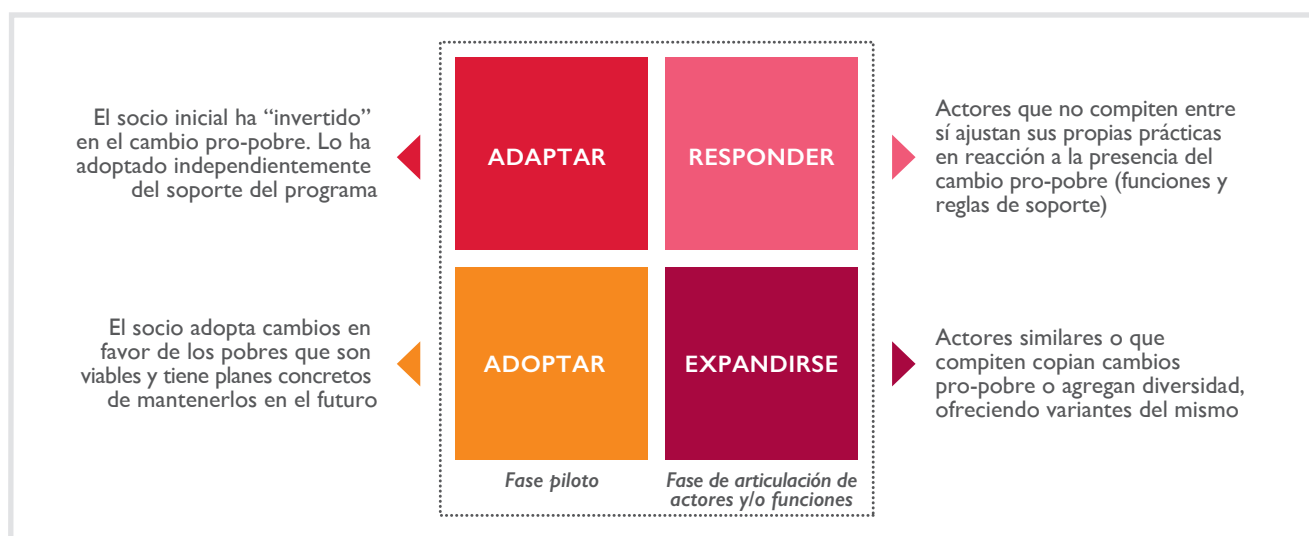 El socio inicial ha “invertido”
en el cambio pro-pobre. Lo ha
adoptado independientemente
del soporte del programa
ADAPTAR
RESPONDER
Actores que no compiten entre
sí ajustan sus propias prácticas
en reacción a la presencia del
cambio pro-pobre (funciones y
reglas de soporte)
El socio adopta cambios en
favor de los pobres que son
viables y tiene planes concretos
de mantenerlos en el futuro
ADOPTAR
EXPANDIRSE
Actores similares o que
compiten copian cambios
pro-pobre o agregan diversidad,
ofreciendo variantes del mismo
Fase piloto
Fase de articulación de
actores y/o funciones